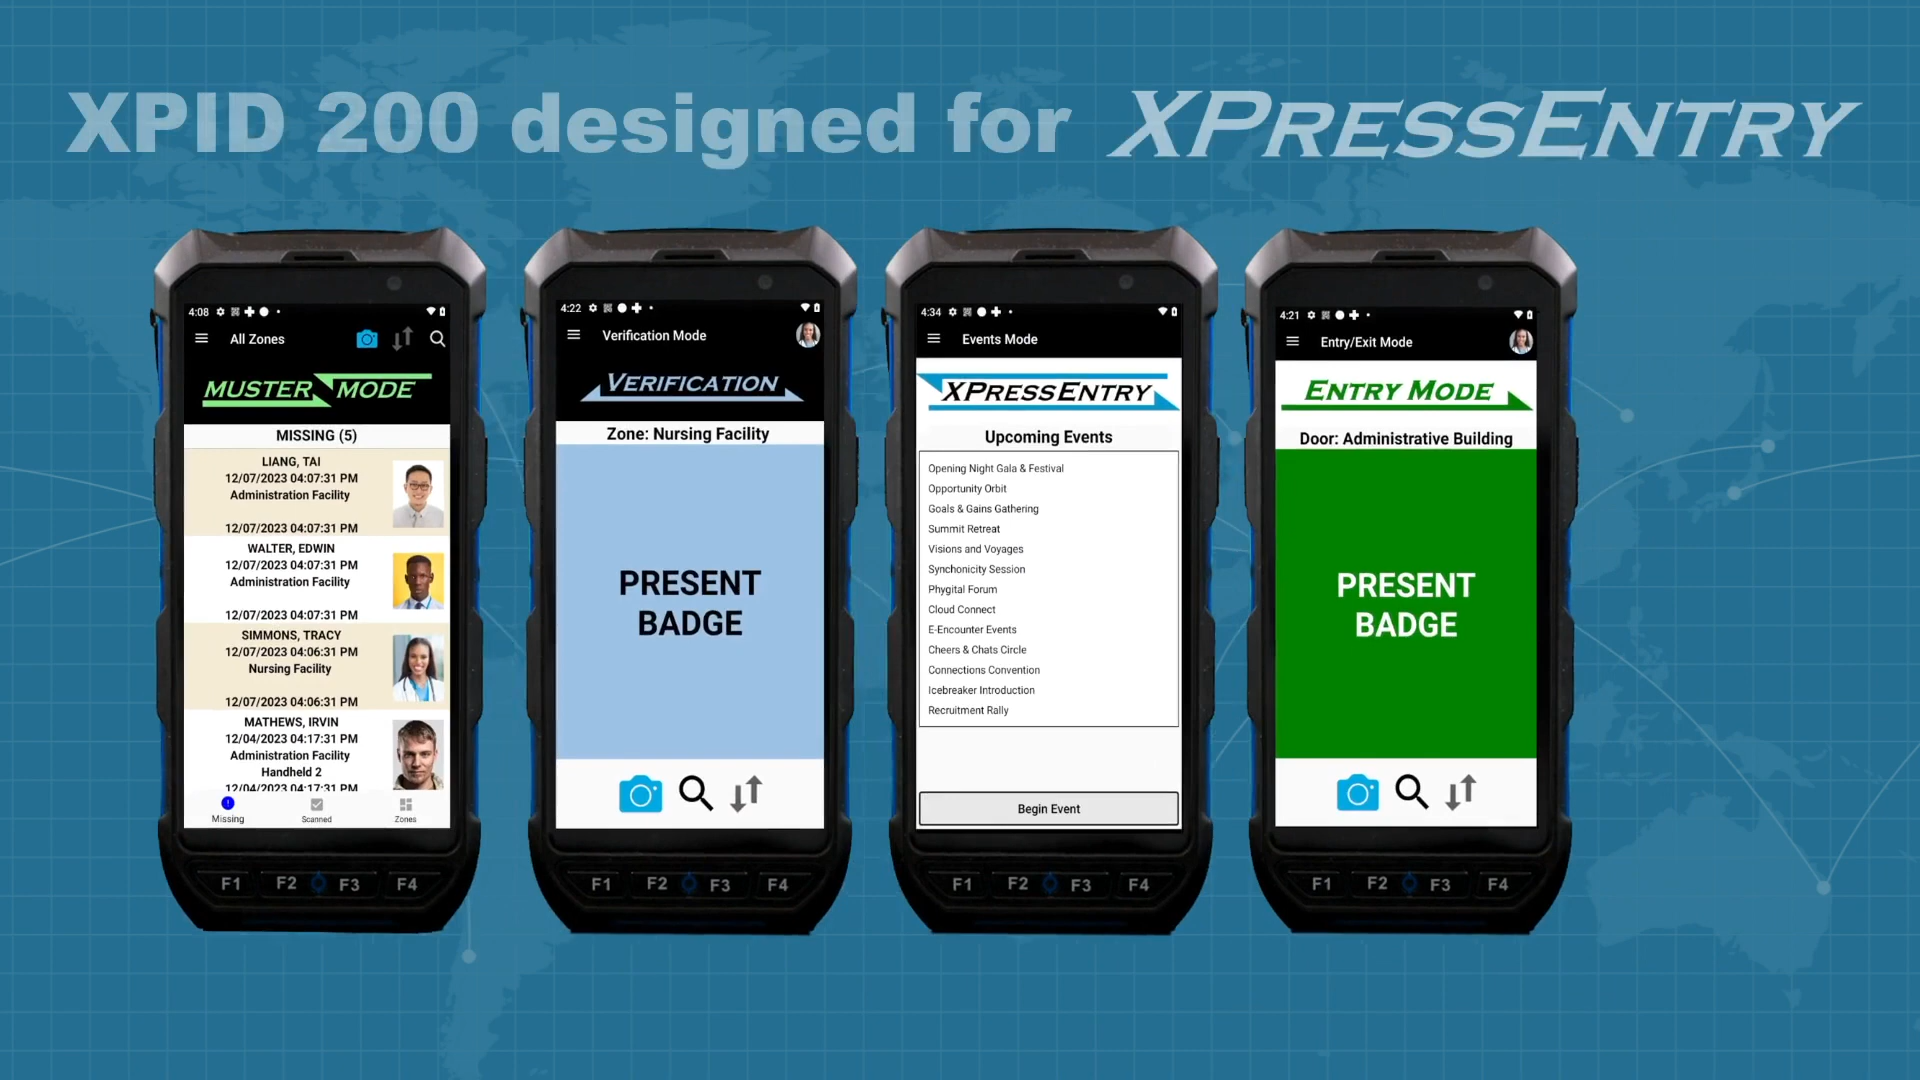 XPID 200 designed for XPRESSENTRY
4:08
All Zones
MUSTER MODE
MISSING (5)
LIANG, TAI
12/07/2023 04:07:31 PM
Administration Facility
12/07/2023 04:07:31 PM
WALTER, EDWIN
12/07/2023 04:07:31 PM
Administration Facility
12/07/2023 04:07:31 PM
SIMMONS, TRACY
12/07/2023 04:06:31 PM
Nursing Facility
12/07/2023 04:06:31 PM
MATHEWS, IRVIN
12/04/2023 04:17:31 PM
Administration Facility
Handheld 2
12/04/2023 04:17:31 PM
Missing Scanned Zones
F1 F2 F3 F4
4:22
Verification Mode
VERIFICATION
Zone: Nursing Facility
PRESENT
BADGE
F1 F2 F3 F4
4:34
Events Mode
XPRESSENTRY
Upcoming Events
Opening Night Gala & Festival
Opportunity Orbit
Goals & Gains Gathering
Summit Retreat
Visions and Voyages
Synchonicity Session
Phygital Forum
Cloud Connect
E-Encounter Events
Cheers & Chats Circle
Connections Convention
Icebreaker Introduction
Recruitment Rally
Begin Event
F1 F2 F3 F4
4:21
Entry/Exit Mode
ENTRY MODE
Door: Administrative Building
PRESENT
BADGE
F1 F2 F3 F4